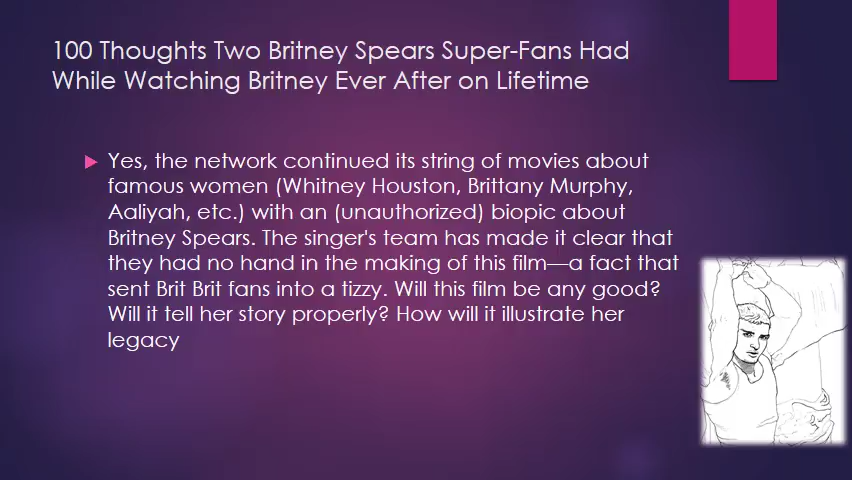 100 Thoughts Two Britney Spears Super-Fans Had
While Watching Britney Ever After on Lifetime
Yes, the network continued its string of movies about
famous women (Whitney Houston, Brittany Murphy,
Aaliyah, etc.) with an (unauthorized) biopic about
Britney Spears. The singer's team has made it clear that
they had no hand in the making of this film—a fact that
sent Brit Brit fans into a tizzy. Will this film be any good?
Will it tell her story properly? How will it illustrate her
legacy